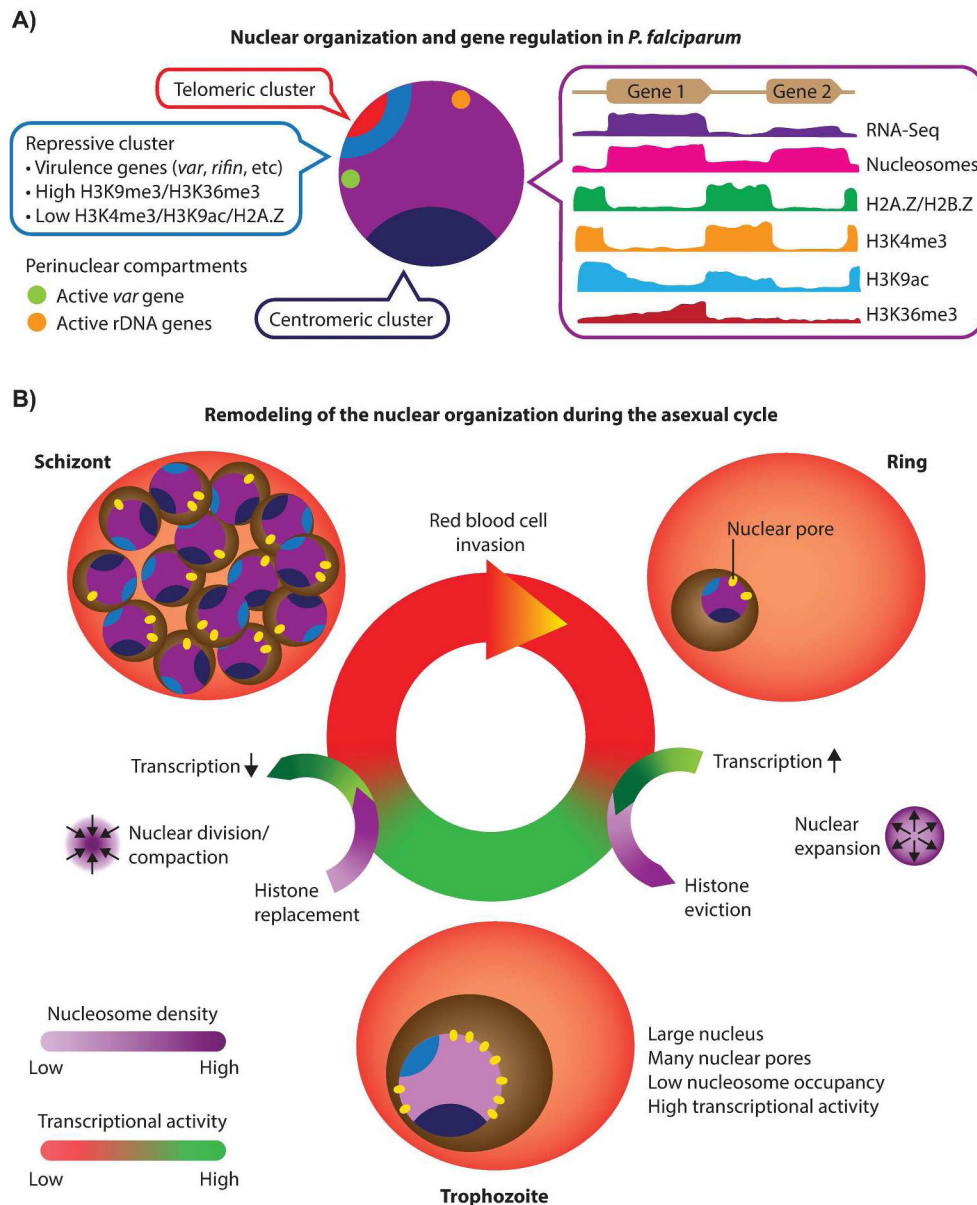 A)
Nuclear organization and gene regulation in P. falciparum
Telomeric cluster
Repressive cluster
• Virulence genes (var, rifin, etc)
• High H3K9me3/H3K36me3
• Low H3K4me3/H3K9ac/H2A.Z
Perinuclear compartments
Active var gene
Active rDNA genes
Centromeric cluster
Gene 1
Gene 2
RNA-Seq
Nucleosomes
H2A.Z/H2B.Z
H3K4me3
H3K9ac
H3K36me3
B)
Remodeling of the nuclear organization during the asexual cycle
Schizont
Ring
Red blood cell
invasion
Nuclear pore
Transcription
Transcription
Nuclear division/
compaction
Nuclear
expansion
Histone
replacement
Histone
eviction
Nucleosome density
Low
High
Transcriptional activity
Low
High
Large nucleus
Many nuclear pores
Low nucleosome occupancy
High transcriptional activity
Trophozoite